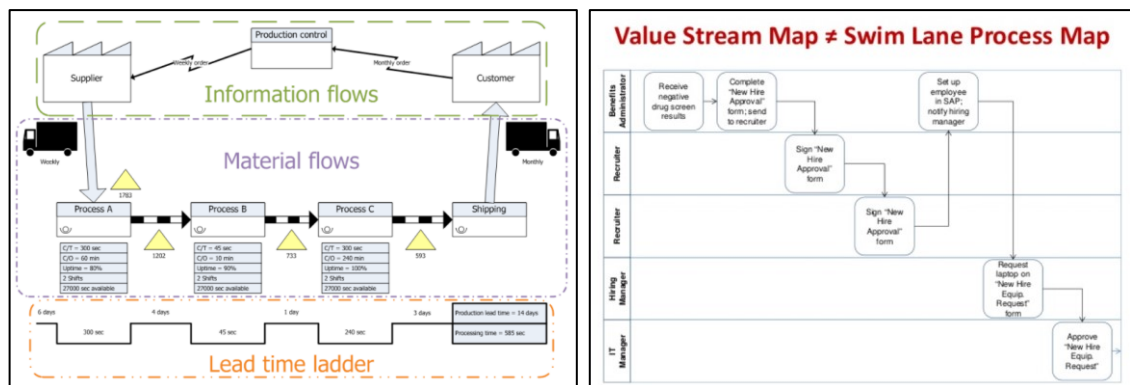 Production control
Weekly order
Monthly order
Supplier
Customer
Information flows
Material flows
Weekly
Monthly
1783
Process A
Process B
Process C
Shipping
1202
733
593
C/T = 300 sec
C/O = 60 min
Uptime = 80%
2 Shifts
27000 sec available
C/T = 45 sec
C/O = 10 min
Uptime = 90%
2 Shifts
27000 sec available
C/T = 300 sec
C/O = 240 min
Uptime = 100%
2 Shifts
27000 sec available
6 days
4 days
1 day
3 days
Production lead time = 14 days
300 sec
45 sec
240 sec
Processing time = 585 sec
Lead time ladder
Value Stream Map ≠ Swim Lane Process Map
Benefits
Administrator
Receive
negative
drug screen
results
Complete
“New Hire
Approval”
form; send
to recruiter
Set up
employee
in SAP;
notify hiring
manager
Recruiter
Sign “New
Hire
Approval”
form
Recruiter
Sign “New
Hire
Approval”
form
Hiring
Manager
Request
laptop on
“New Hire
Equip.
Request”
form
IT
Manager
Approve
“New Hire
Equip.
Request”